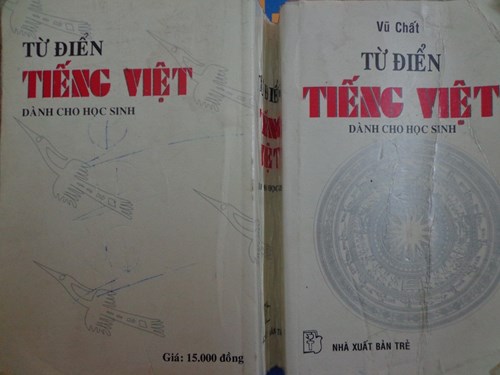 TỪ ĐIỂN
TIẾNG VIỆT
DÀNH CHO HỌC SINH
Giá: 15.000 đồng
Vũ Chất
TỪ ĐIỂN
TIẾNG VIỆT
DÀNH CHO HỌC SINH
NHÀ XUẤT BẢN TRẺ